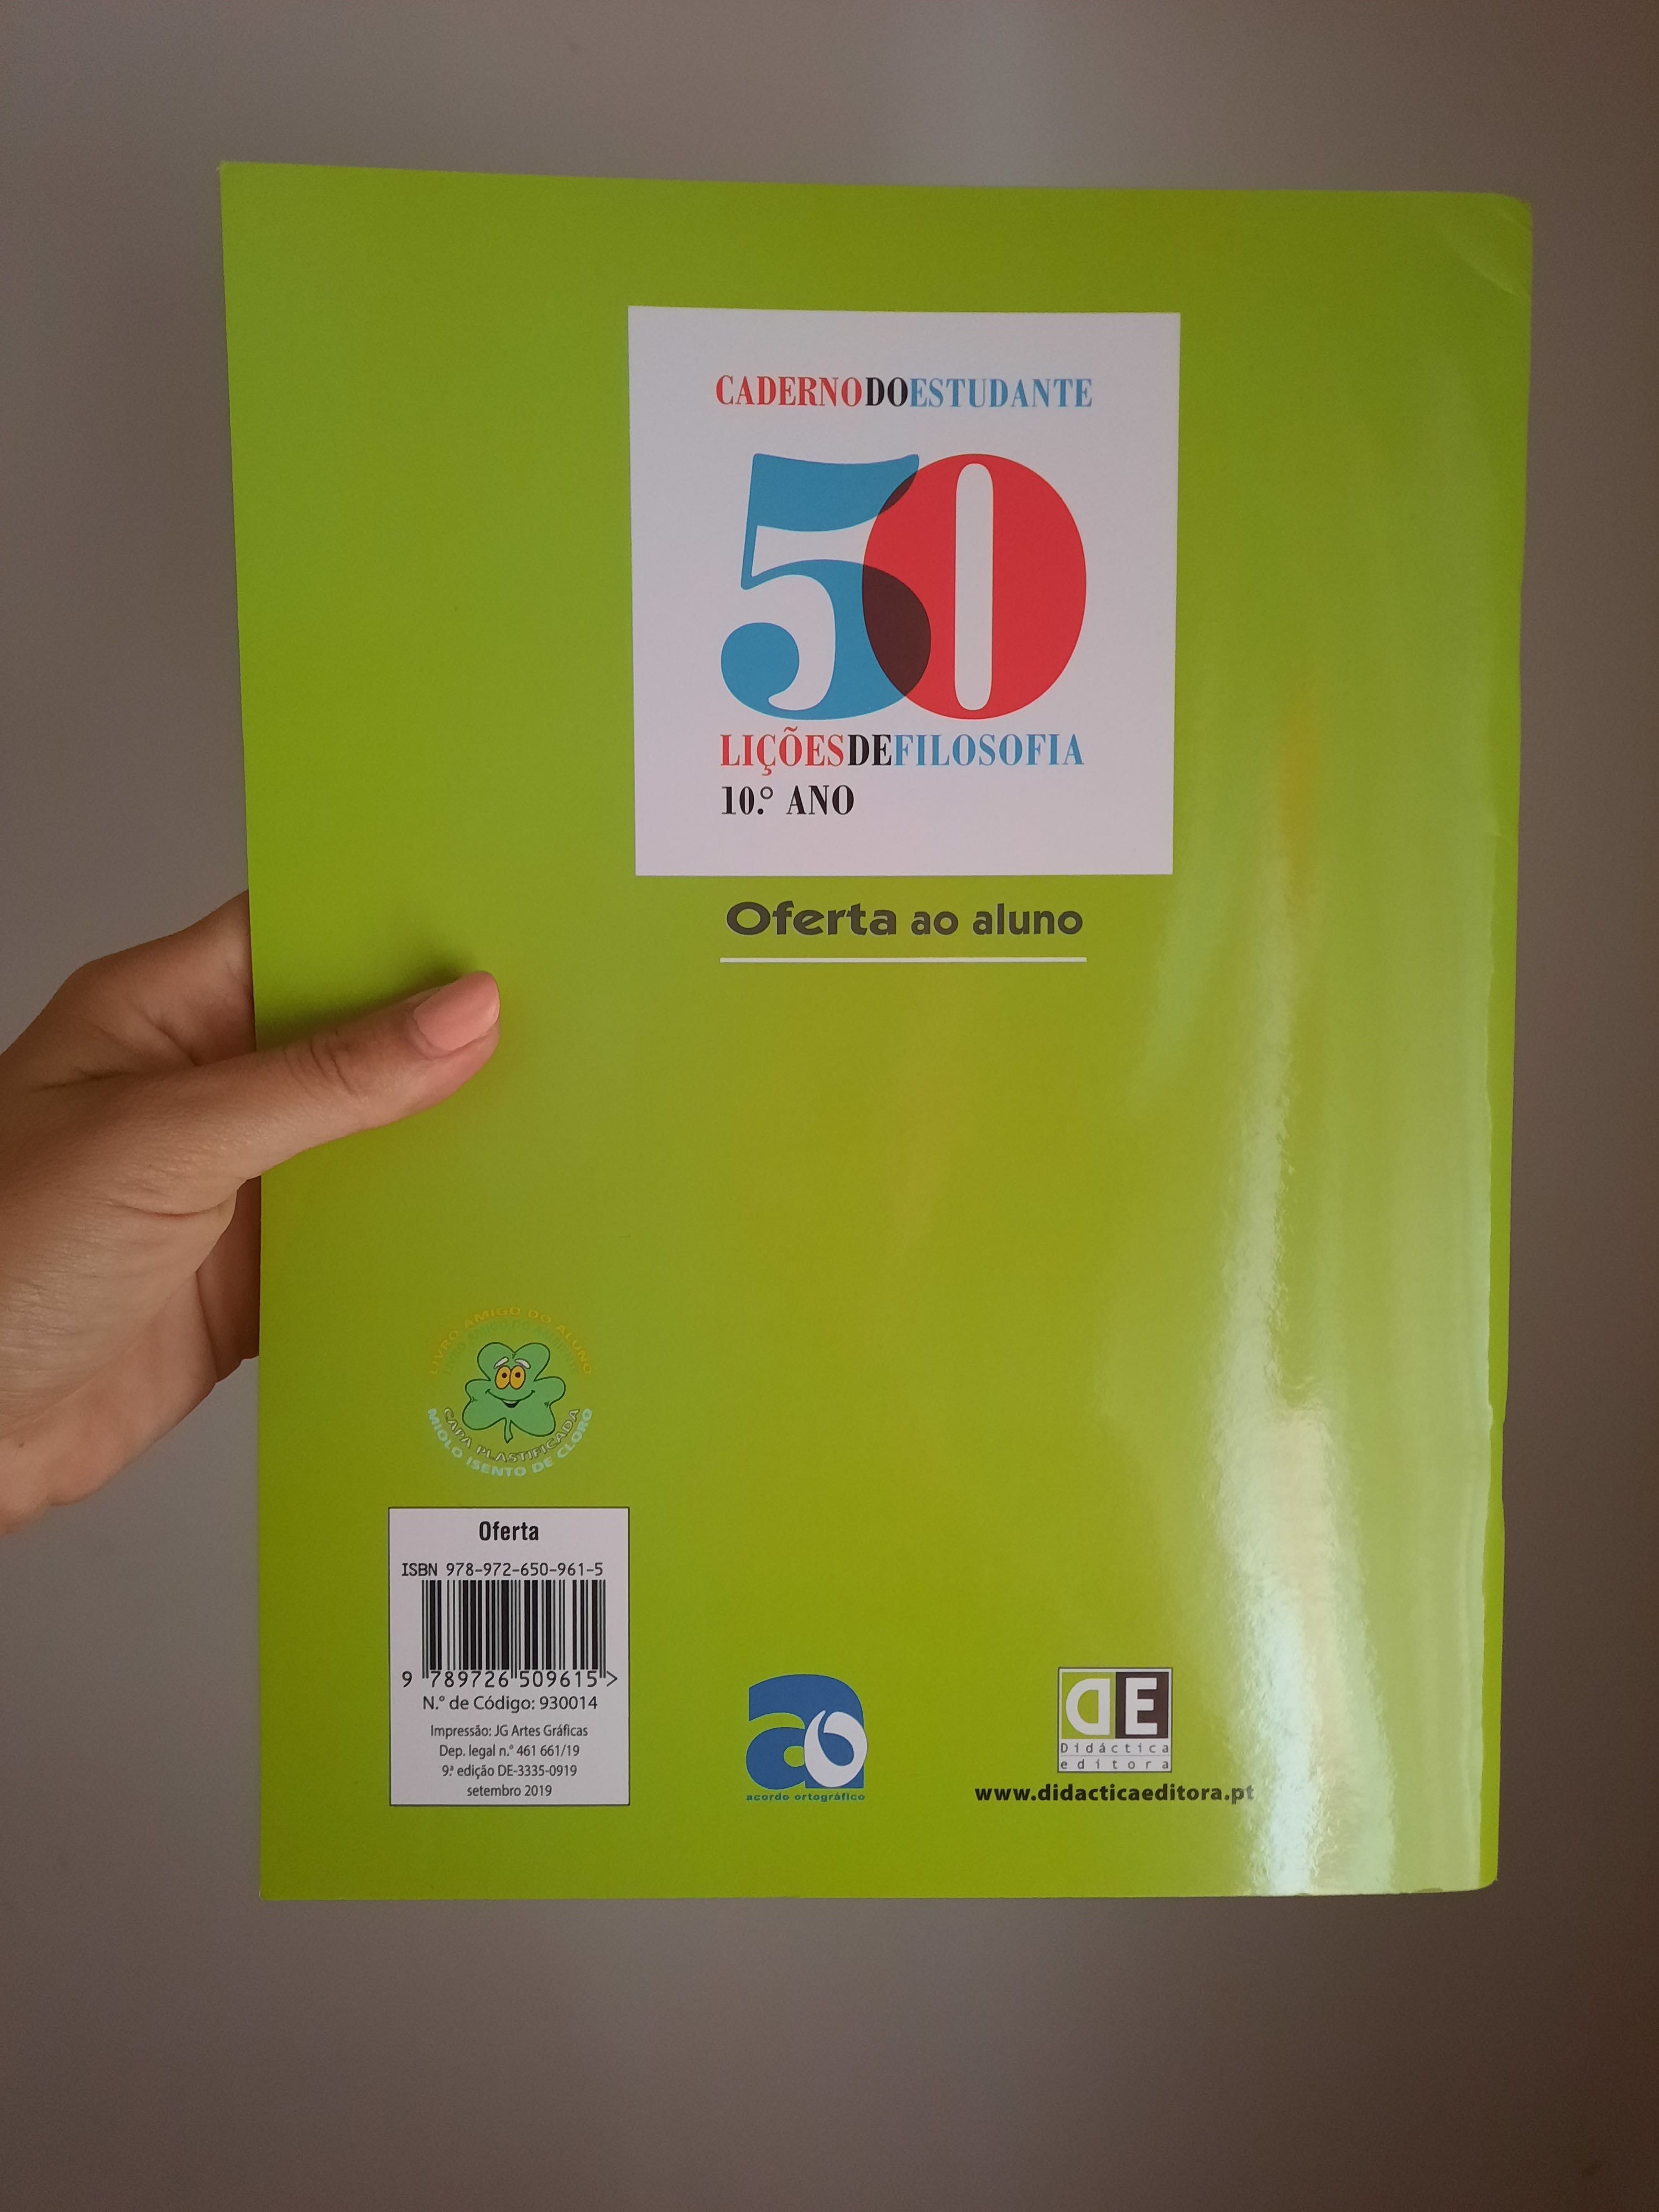 CADERNODOESTUDANTE
50
LIÇÕESDEFILOSOFIA
10.º ANO
Oferta ao aluno
LIVRO AMIGO DO ALUNO
CAPA PLASTIFICADA
MIOLO ISENTO DE CLORO
Oferta
ISBN 978-972-650-961-5
9 789726 509615 >
N.º de Código: 930014
Impressão: JG Artes Gráficas
Dep. legal n.º 461 661/19
9.ª edição DE-3335-0919
setembro 2019
ao
acordo ortográfico
DE
Didáctica
editora
www.didacticaeditora.pt